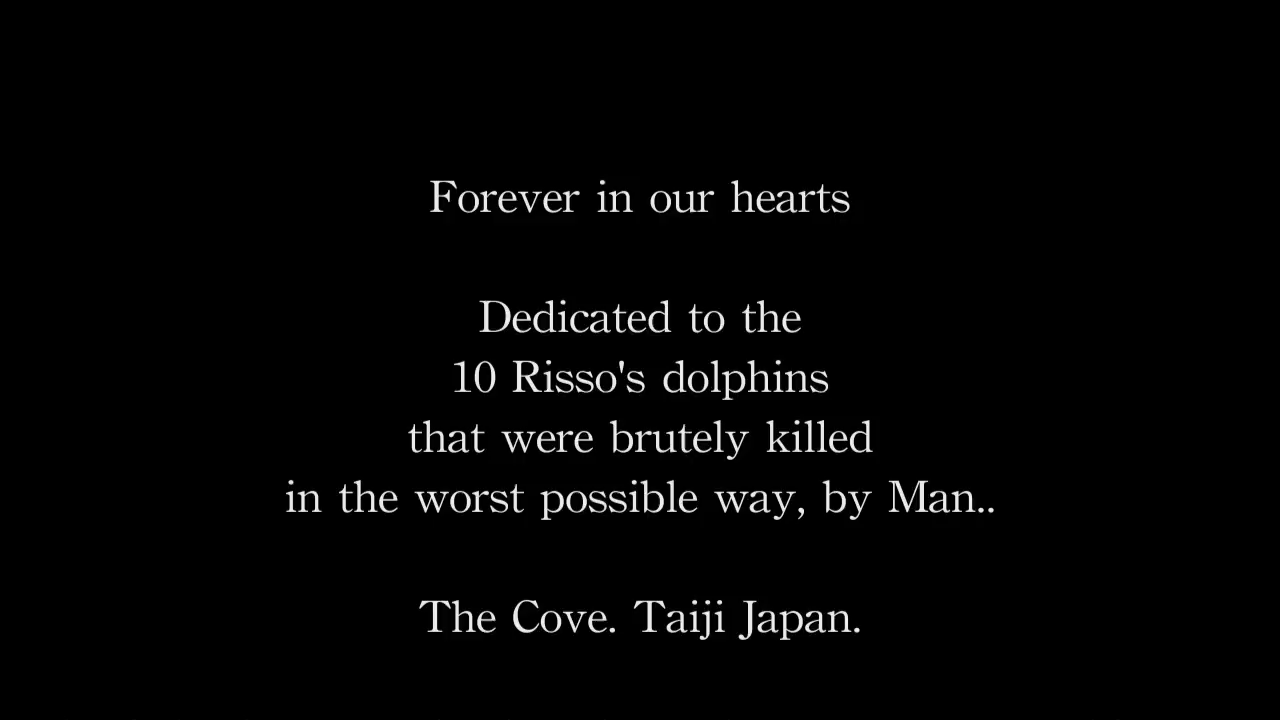 Forever in our hearts
Dedicated to the
10 Risso's dolphins
that were brutely killed
in the worst possible way, by Man..
The Cove. Taiji Japan.